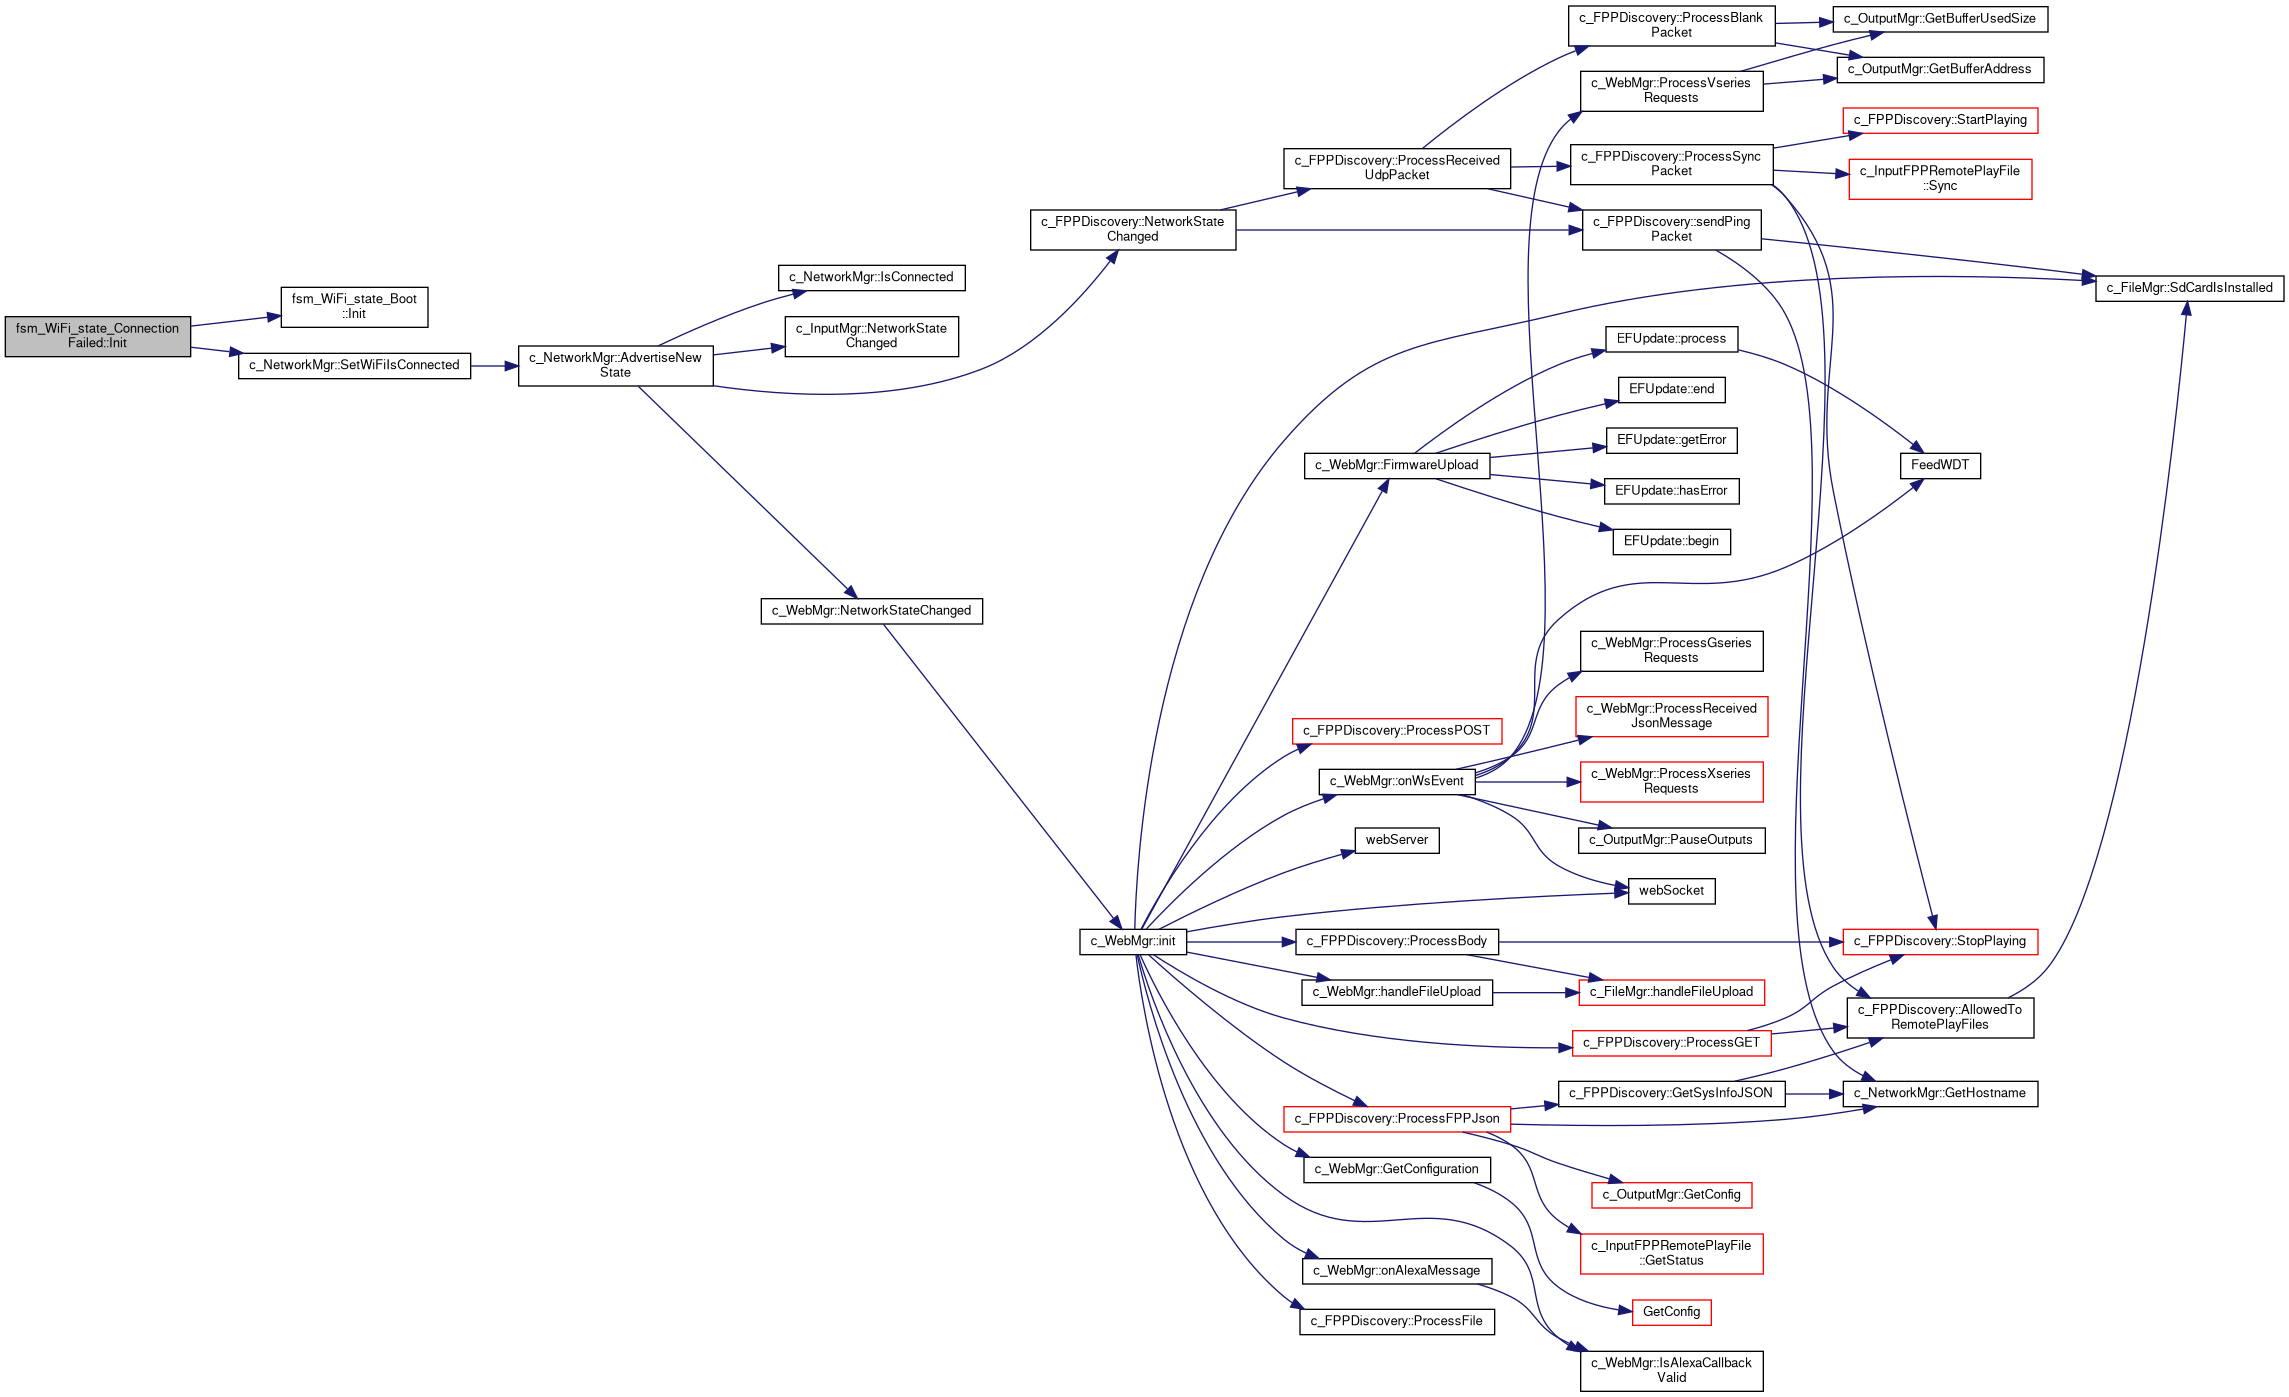 fsm_WiFi_state_Connection
Failed::Init
fsm_WiFi_state_Boot
::Init
c_NetworkMgr::SetWiFiIsConnected
c_NetworkMgr::AdvertiseNew
State
c_NetworkMgr::IsConnected
c_InputMgr::NetworkState
Changed
c_WebMgr::NetworkStateChanged
c_FPPDiscovery::NetworkState
Changed
c_WebMgr::init
c_FPPDiscovery::ProcessReceived
UdpPacket
c_WebMgr::FirmwareUpload
c_FPPDiscovery::ProcessPOST
c_WebMgr::onWsEvent
webServer
c_FPPDiscovery::ProcessBody
c_WebMgr::handleFileUpload
c_FPPDiscovery::ProcessFPPJson
c_WebMgr::GetConfiguration
c_WebMgr::onAlexaMessage
c_FPPDiscovery::ProcessFile
c_FPPDiscovery::ProcessBlank
Packet
c_WebMgr::ProcessVseries
Requests
c_FPPDiscovery::ProcessSync
Packet
c_FPPDiscovery::sendPing
Packet
EFUpdate::process
EFUpdate::end
EFUpdate::getError
EFUpdate::hasError
EFUpdate::begin
c_WebMgr::ProcessGseries
Requests
c_WebMgr::ProcessReceived
JsonMessage
c_WebMgr::ProcessXseries
Requests
c_OutputMgr::PauseOutputs
webSocket
c_FileMgr::handleFileUpload
c_FPPDiscovery::ProcessGET
c_FPPDiscovery::GetSysInfoJSON
c_OutputMgr::GetConfig
c_InputFPPRemotePlayFile
::GetStatus
GetConfig
c_WebMgr::IsAlexaCallback
Valid
c_OutputMgr::GetBufferUsedSize
c_OutputMgr::GetBufferAddress
c_FPPDiscovery::StartPlaying
c_InputFPPRemotePlayFile
::Sync
FeedWDT
c_FPPDiscovery::StopPlaying
c_FPPDiscovery::AllowedTo
RemotePlayFiles
c_NetworkMgr::GetHostname
c_FileMgr::SdCardIsInstalled